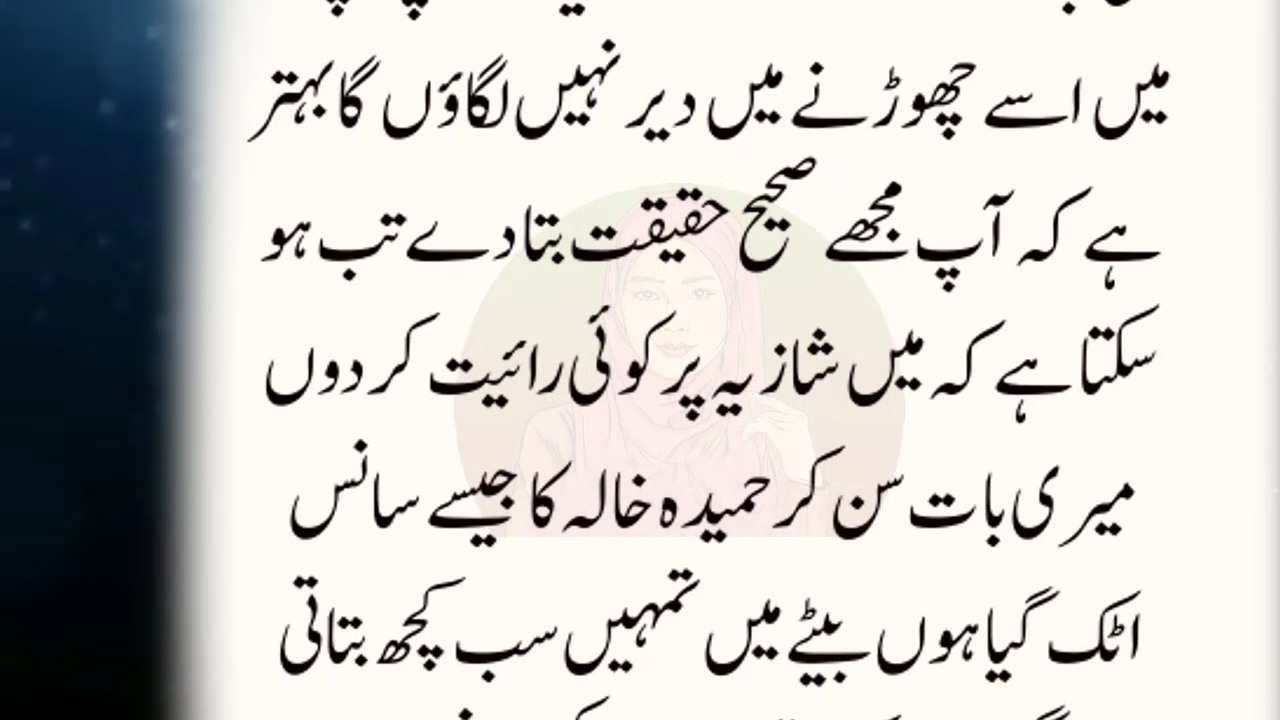 میں اسے چھوڑنے میں دیر نہیں لگاؤں گا بہتر
ہے کہ آپ مجھے صحیح حقیقت بتا دے تب ہو
سکتا ہے کہ میں شازیہ پر کوئی رائیت کر دوں
میری بات سن کر حمیدہ خالہ کا جیسے سانس
اٹک گیا ہوں بیٹے میں تمہیں سب کچھ بتاتی